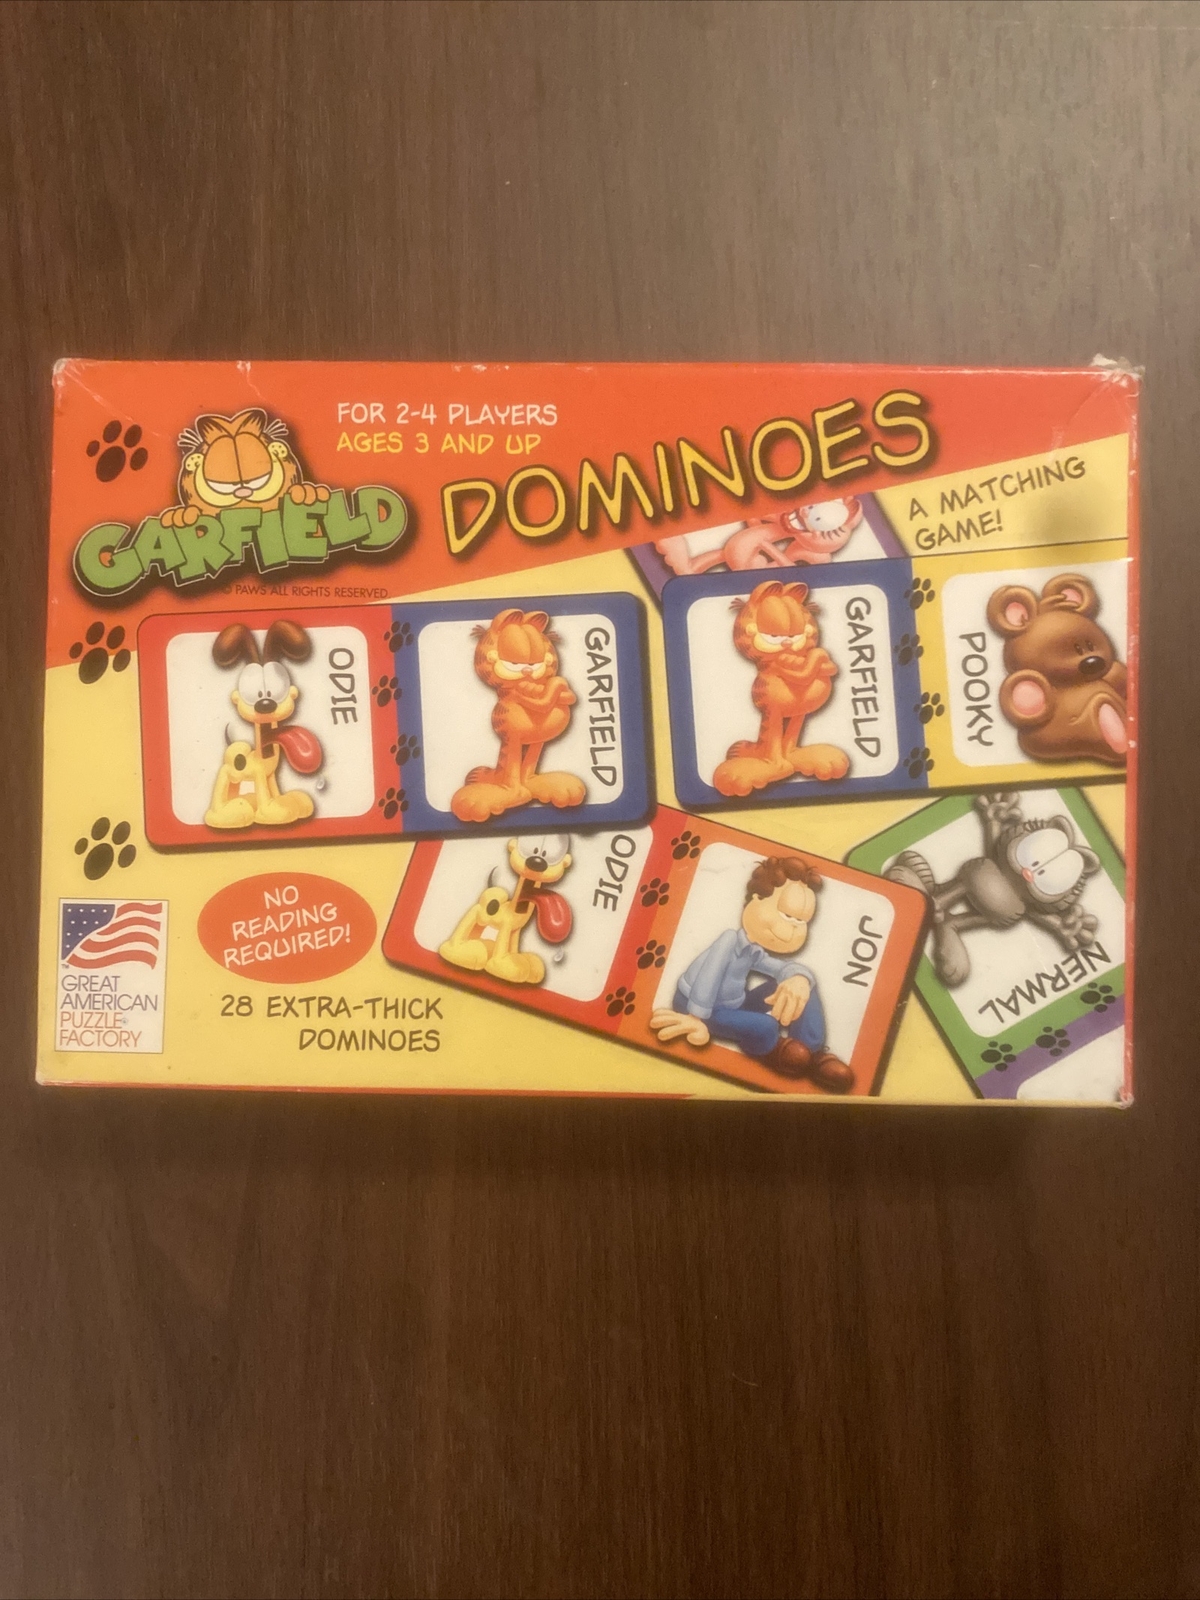 FOR 2-4 PLAYERS
AGES 3 AND UP
GARFIELD
DOMINOES
A MATCHING
GAME!
© PAWS ALL RIGHTS RESERVED
ODIE
GARFIELD
GARFIELD
POOKY
ODIE
JON
NERMAL
NO
READING
REQUIRED!
28 EXTRA-THICK
DOMINOES
™
GREAT
AMERICAN
PUZZLE
FACTORY